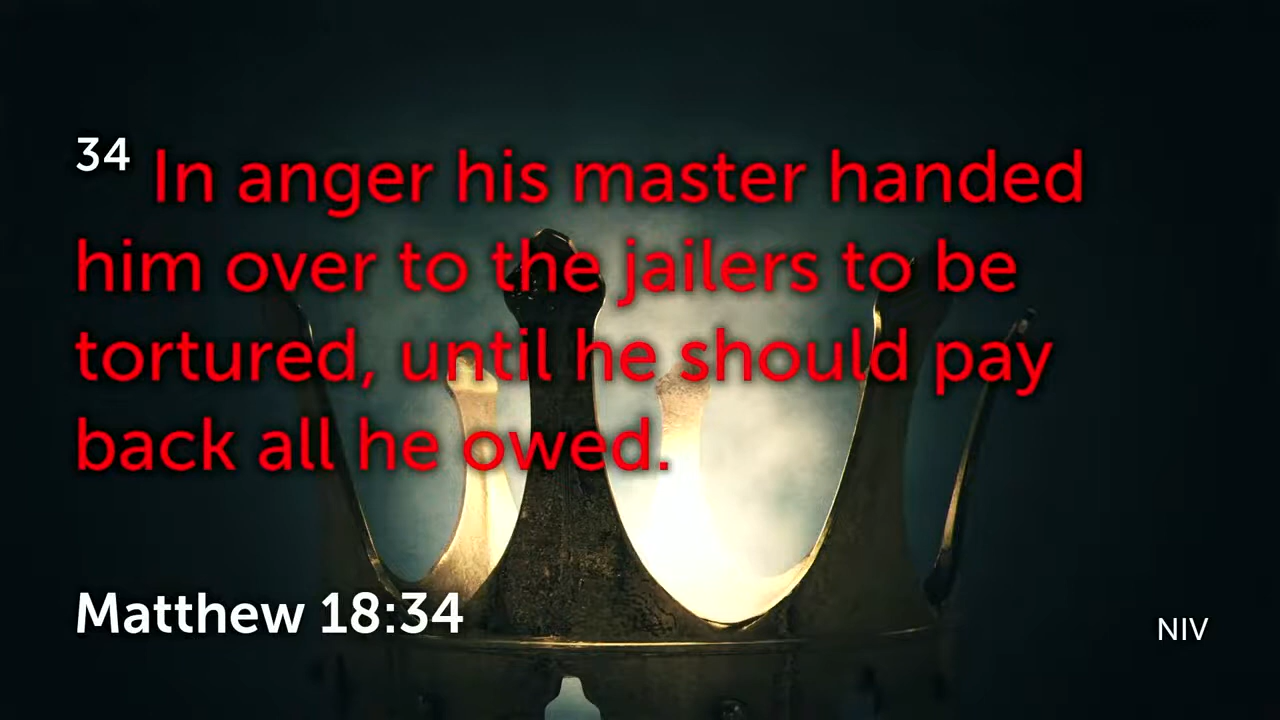 34 In anger his master handed
him over to the jailers to be
tortured, until he should pay
back all he owed.
Matthew 18:34
NIV